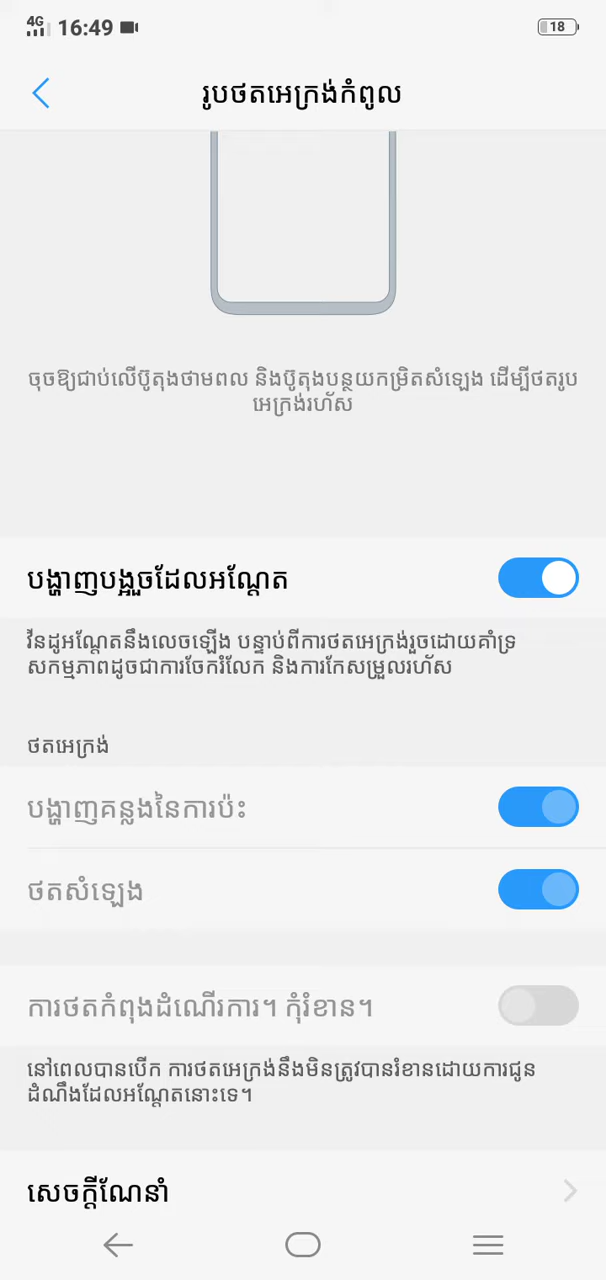 4G 16:49 18
រូបថតអេក្រង់កំពូល
ចុចឱ្យជាប់លើប៊ូតុងថាមពល និងប៊ូតុងបន្ថយកម្រិតសំឡេង ដើម្បីថតរូប
អេក្រង់រហ័ស
បង្ហាញបង្អួចដែលអណ្តែត
វីនដូអណ្តែតនឹងលេចឡើង បន្ទាប់ពីការថតអេក្រង់រួចដោយគាំទ្រ
សកម្មភាពដូចជាការចែករំលែក និងការកែសម្រួលរហ័ស
ថតអេក្រង់
បង្ហាញគន្លងនៃការប៉ះ
ថតសំឡេង
ការថតកំពុងដំណើរការ។ កុំរំខាន។
នៅពេលបានបើក ការថតអេក្រង់នឹងមិនត្រូវបានរំខានដោយការជូន
ដំណឹងដែលអណ្តែតនោះទេ។
សេចក្តីណែនាំ